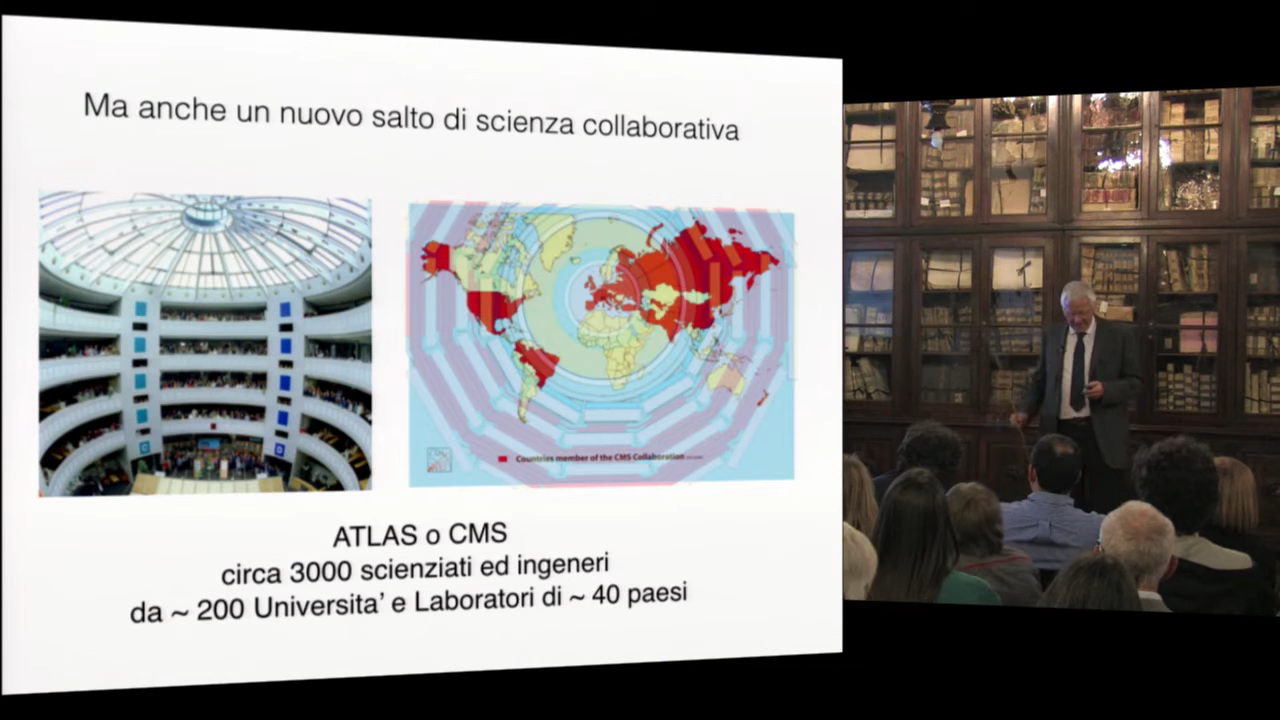 Ma anche un nuovo salto di scienza collaborativa
Countries member of the CMS Collaboration
ATLAS o CMS
circa 3000 scienziati ed ingeneri
da ~ 200 Universita' e Laboratori di ~ 40 paesi